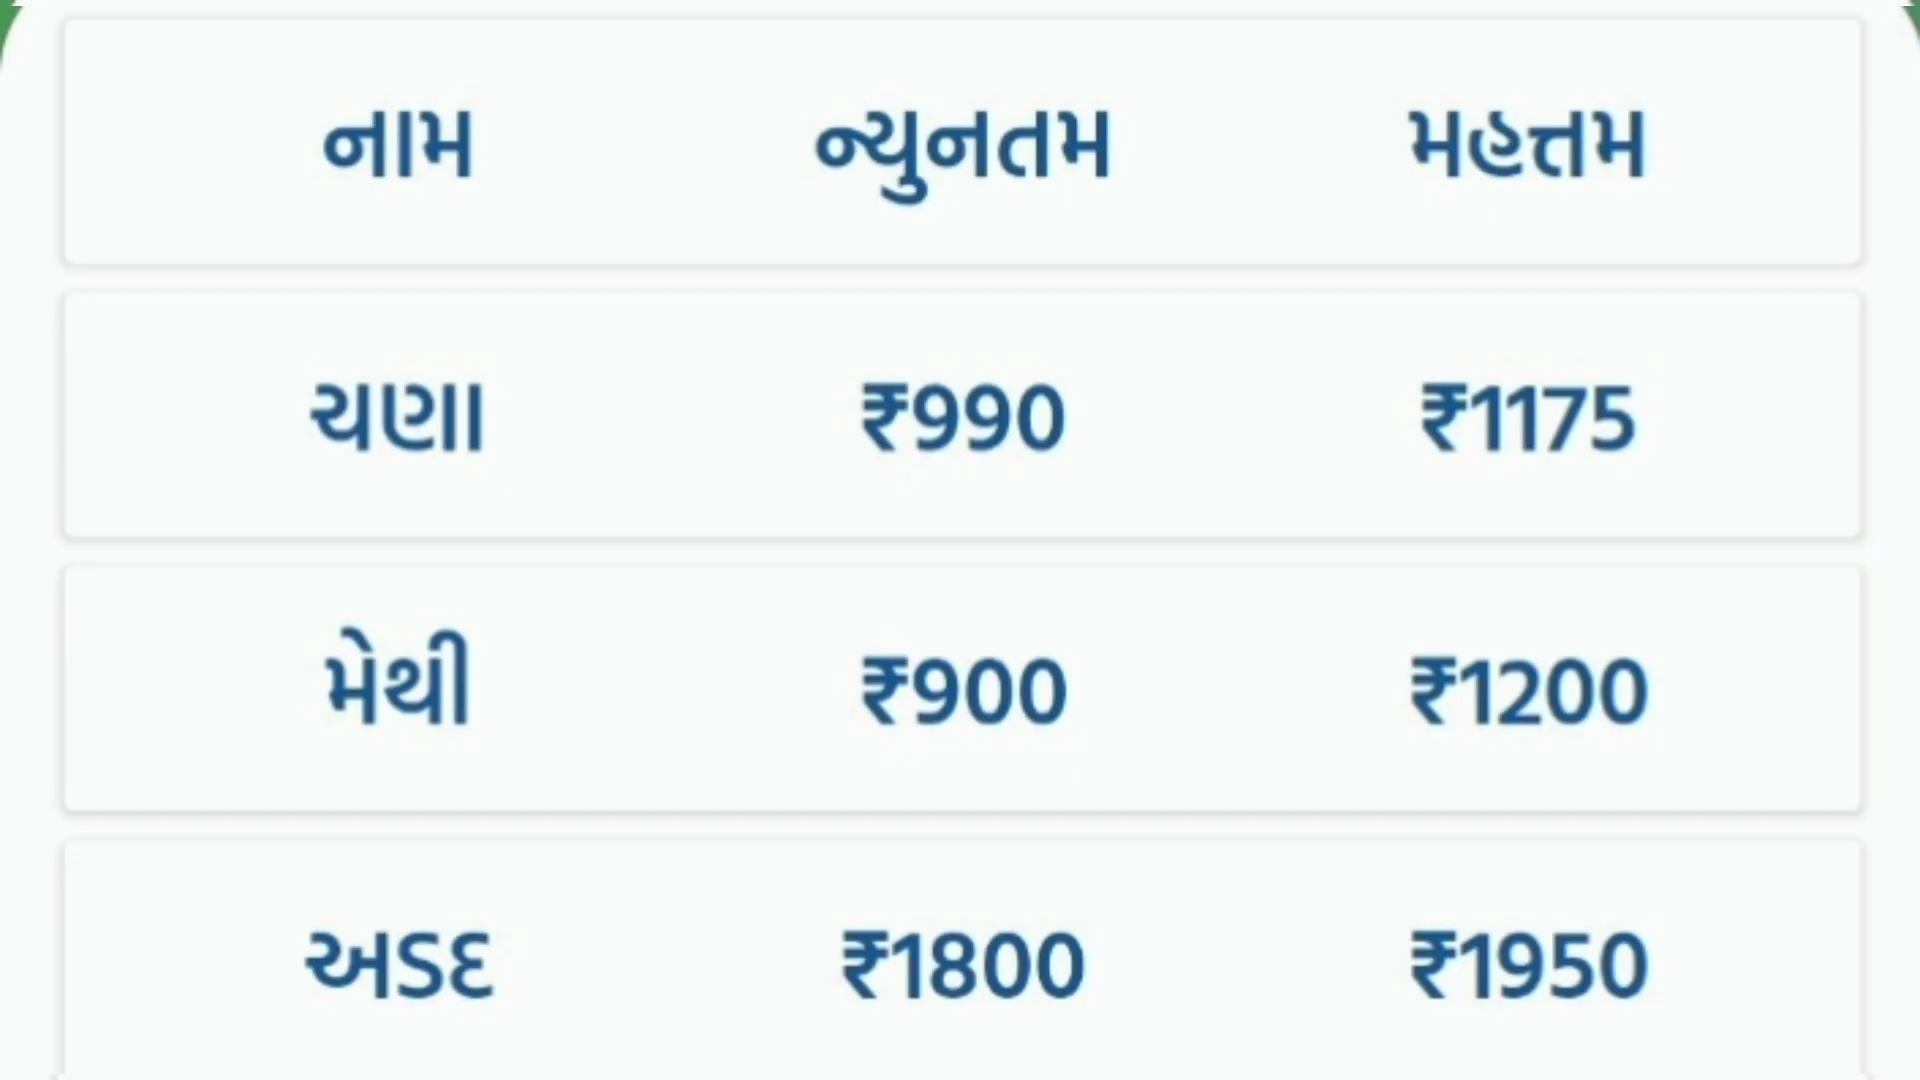 નામ ન્યુનતમ મહત્તમ
ચણા ₹990 ₹1175
મેથી ₹900 ₹1200
અડદ ₹1800 ₹1950